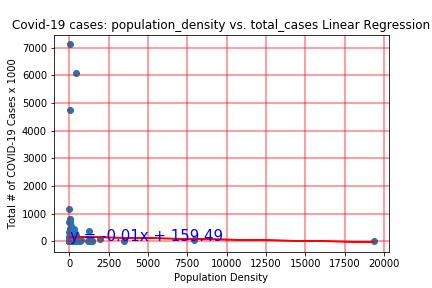 Covid-19 cases: population_density vs. total_cases Linear Regression
Total # of COVID-19 Cases x 1000
7000
6000
5000
4000
3000
2000
1000
0
y = -0.01x + 159.49
0 2500 5000 7500 10000 12500 15000 17500 20000
Population Density